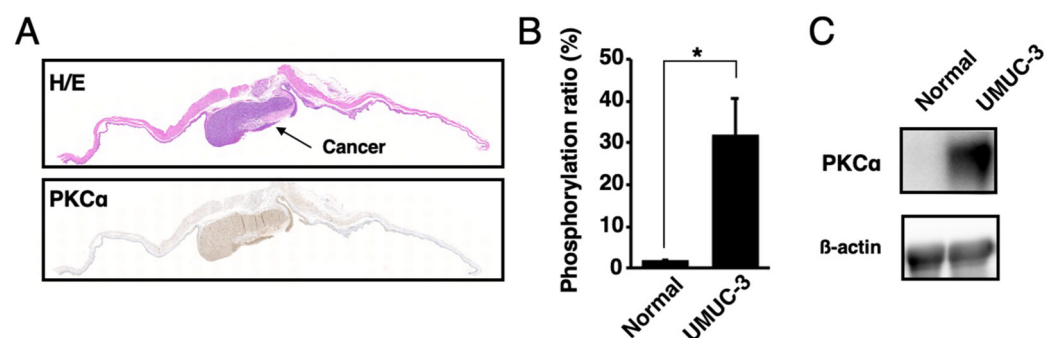 A
H/E
Cancer
PKCα
B
Phosphorylation ratio (%)
50
40
30
20
10
0
*
Normal
UMUC-3
C
Normal
UMUC-3
PKCα
ß-actin